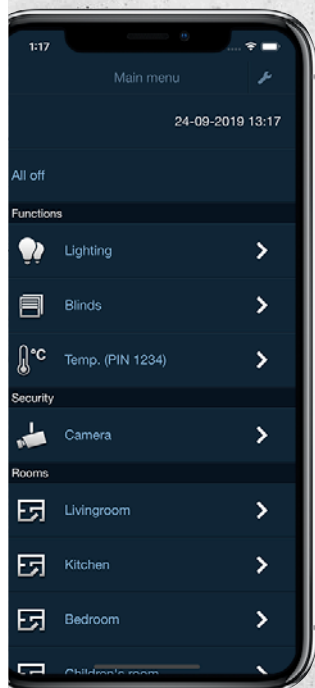 1:17
Main menu
24-09-2019 13:17
All off
Functions
Lighting
Blinds
°C
Temp. (PIN 1234)
Security
Camera
Rooms
Livingroom
Kitchen
Bedroom
Children's room